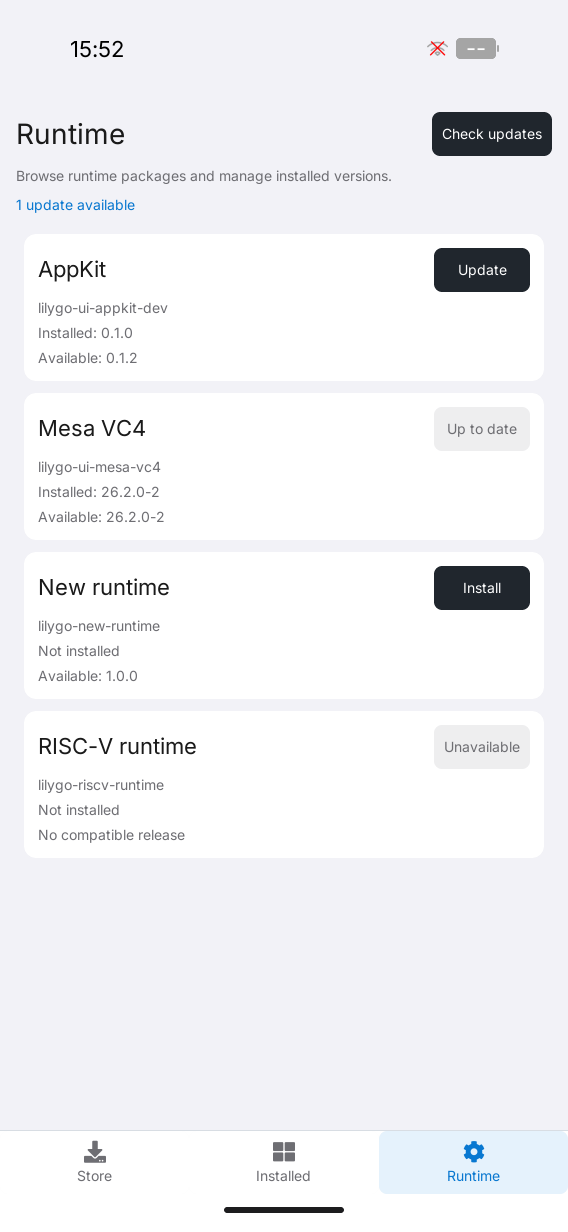 15:52
Runtime
Check updates
Browse runtime packages and manage installed versions.
1 update available
AppKit
Update
lilygo-ui-appkit-dev
Installed: 0.1.0
Available: 0.1.2
Mesa VC4
Up to date
lilygo-ui-mesa-vc4
Installed: 26.2.0-2
Available: 26.2.0-2
New runtime
Install
lilygo-new-runtime
Not installed
Available: 1.0.0
RISC-V runtime
Unavailable
lilygo-riscv-runtime
Not installed
No compatible release
Store
Installed
Runtime